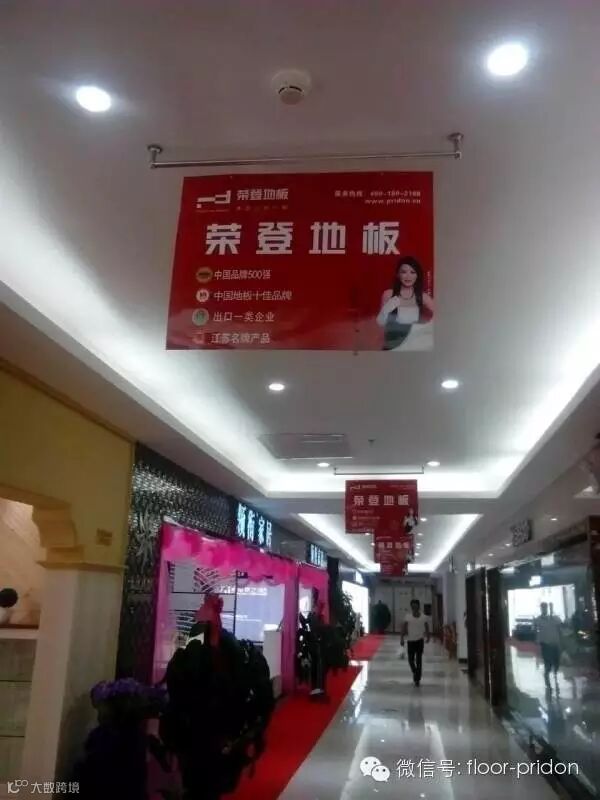 荣登地板
服务热线：400-180-2168
www.pridon.cn
荣登地板
中国品牌500强
中国地板十佳品牌
出口一类企业
江苏名牌产品
荣登地板
家居
微信号: floor-pridon
大数跨境